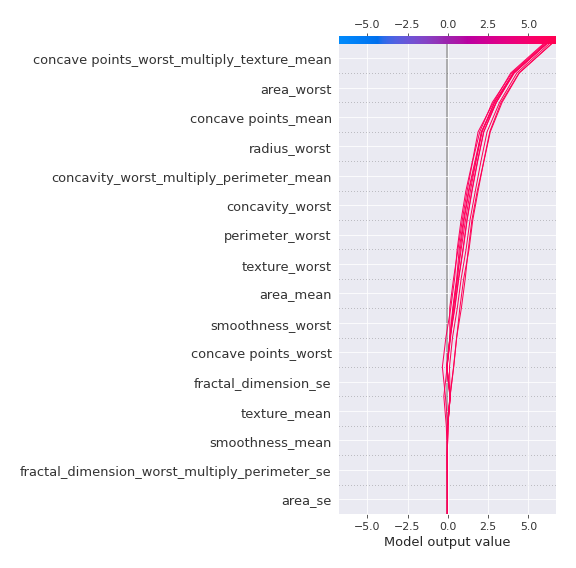 −5.0 −2.5 0.0 2.5 5.0
concave points_worst_multiply_texture_mean
area_worst
concave points_mean
radius_worst
concavity_worst_multiply_perimeter_mean
concavity_worst
perimeter_worst
texture_worst
area_mean
smoothness_worst
concave points_worst
fractal_dimension_se
texture_mean
smoothness_mean
fractal_dimension_worst_multiply_perimeter_se
area_se
−5.0 −2.5 0.0 2.5 5.0
Model output value